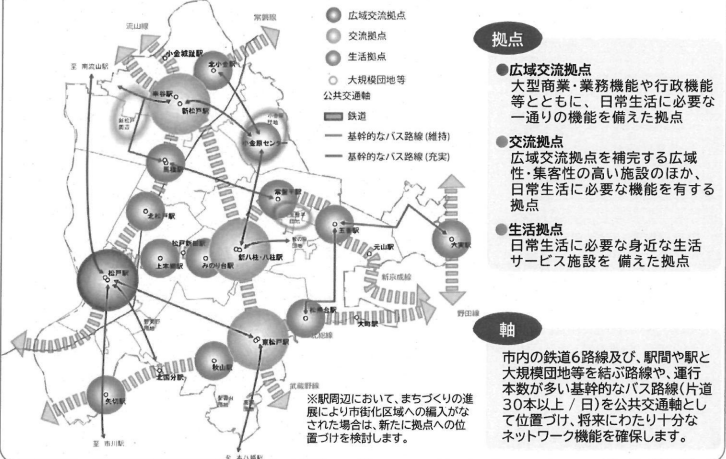 流山線
常磐線
小金城趾駅
北小金駅
至 南流山駅
幸谷駅
新松戸駅
小金原センター
馬橋駅
常盤平駅
北松戸駅
五香駅
元山駅
六実駅
松戸新田駅
上本郷駅
みのり台駅
新八柱・八柱駅
新京成線
野田線
松戸駅
松飛台駅
大町駅
東松戸駅
北総線
秋山駅
北国分駅
矢切駅
武蔵野線
至 市川駅
広域交流拠点
交流拠点
生活拠点
大規模団地等
公共交通軸
鉄道
基幹的なバス路線 (維持)
基幹的なバス路線 (充実)
※駅周辺において、まちづくりの進
展により市街化区域への編入がな
された場合は、新たに拠点への位
置づけを検討します。
拠点
●広域交流拠点
大型商業・業務機能や行政機能
等とともに、日常生活に必要な
一通りの機能を備えた拠点
●交流拠点
広域交流拠点を補完する広域
性・集客性の高い施設のほか、
日常生活に必要な機能を有する
拠点
●生活拠点
日常生活に必要な身近な生活
サービス施設を 備えた拠点
軸
市内の鉄道6路線及び、駅間や駅と
大規模団地等を結ぶ路線や、運行
本数が多い基幹的なバス路線(片道
30本以上 / 日)を公共交通軸とし
て位置づけ、将来にわたり十分な
ネットワーク機能を確保します。